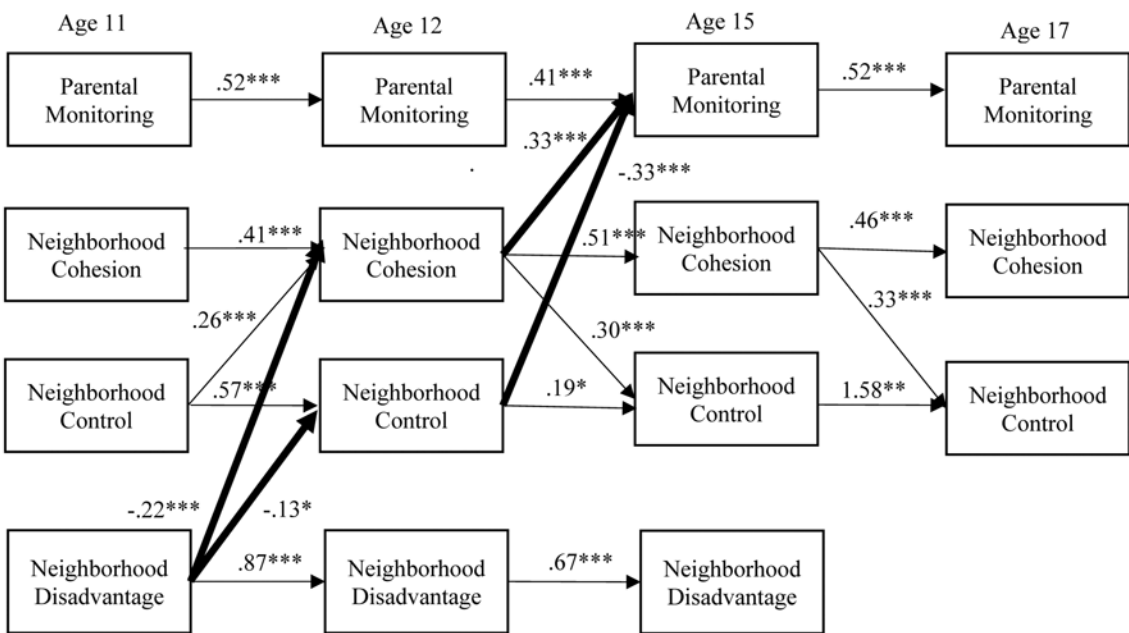 Age 11
Age 12
Age 15
Age 17
Parental
Monitoring
.52***
Parental
Monitoring
.41***
Parental
Monitoring
.52***
Parental
Monitoring
.33***
-.33***
.
Neighborhood
Cohesion
.41***
Neighborhood
Cohesion
.51***
Neighborhood
Cohesion
.46***
Neighborhood
Cohesion
.26***
.30***
.33***
Neighborhood
Control
.57***
Neighborhood
Control
.19*
Neighborhood
Control
1.58**
Neighborhood
Control
-.22***
-.13*
Neighborhood
Disadvantage
.87***
Neighborhood
Disadvantage
.67***
Neighborhood
Disadvantage